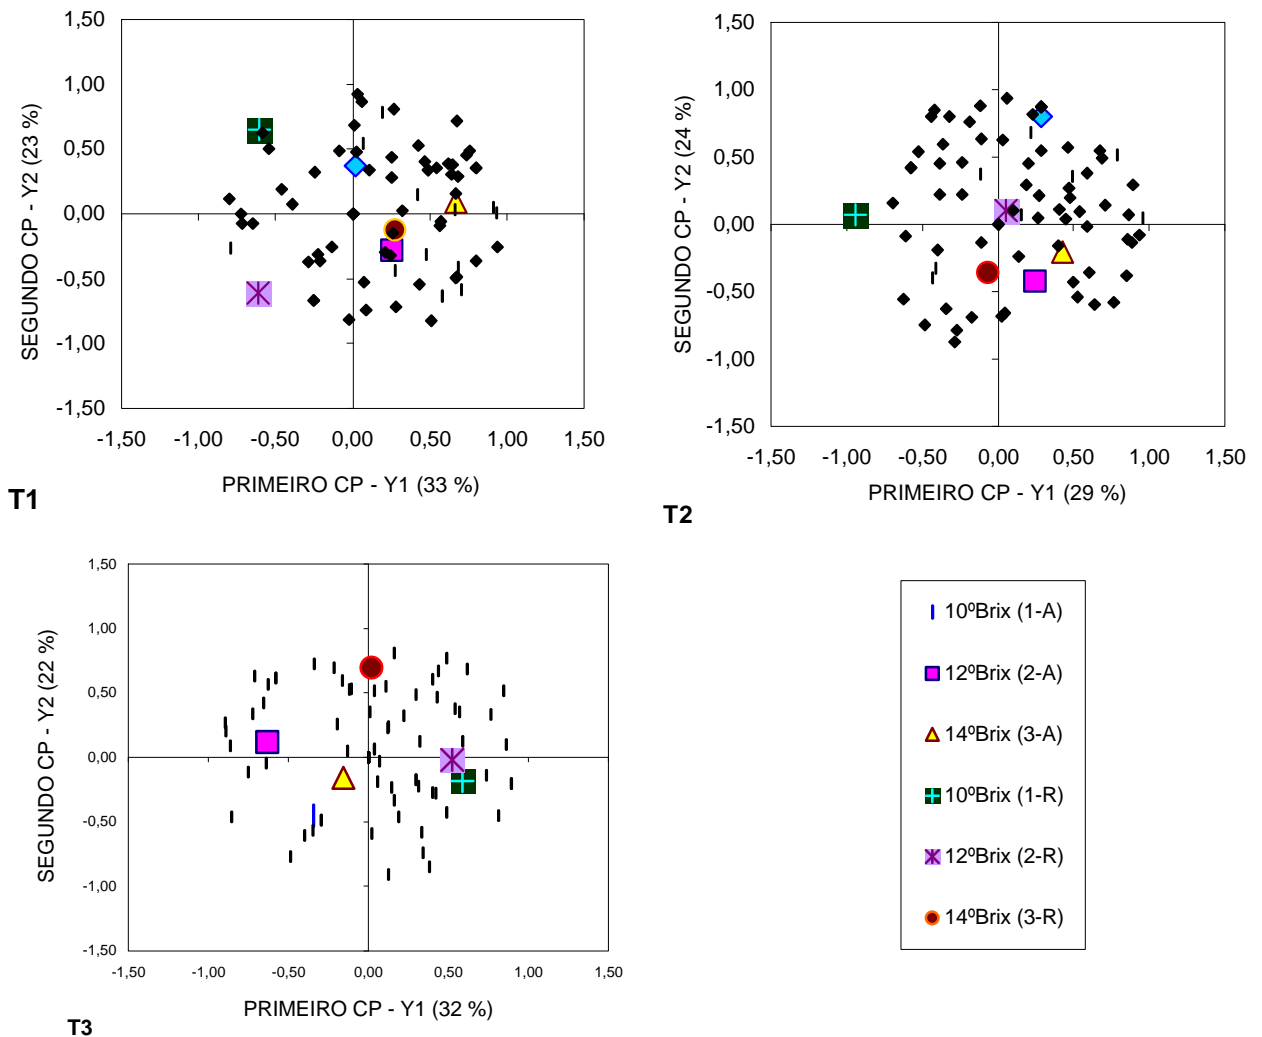 1,50
1,00
0,50
0,00
-0,50
-1,00
-1,50
SEGUNDO CP - Y2 (23 %)
-1,50 -1,00 -0,50 0,00 0,50 1,00 1,50
PRIMEIRO CP - Y1 (33 %)
T1
1,50
1,00
0,50
0,00
-0,50
-1,00
-1,50
SEGUNDO CP - Y2 (24 %)
-1,50 -1,00 -0,50 0,00 0,50 1,00 1,50
PRIMEIRO CP - Y1 (29 %)
T2
1,50
1,00
0,50
0,00
-0,50
-1,00
-1,50
SEGUNDO CP - Y2 (22 %)
-1,50 -1,00 -0,50 0,00 0,50 1,00 1,50
PRIMEIRO CP - Y1 (32 %)
T3
10ºBrix (1-A)
12ºBrix (2-A)
14ºBrix (3-A)
10ºBrix (1-R)
12ºBrix (2-R)
14ºBrix (3-R)